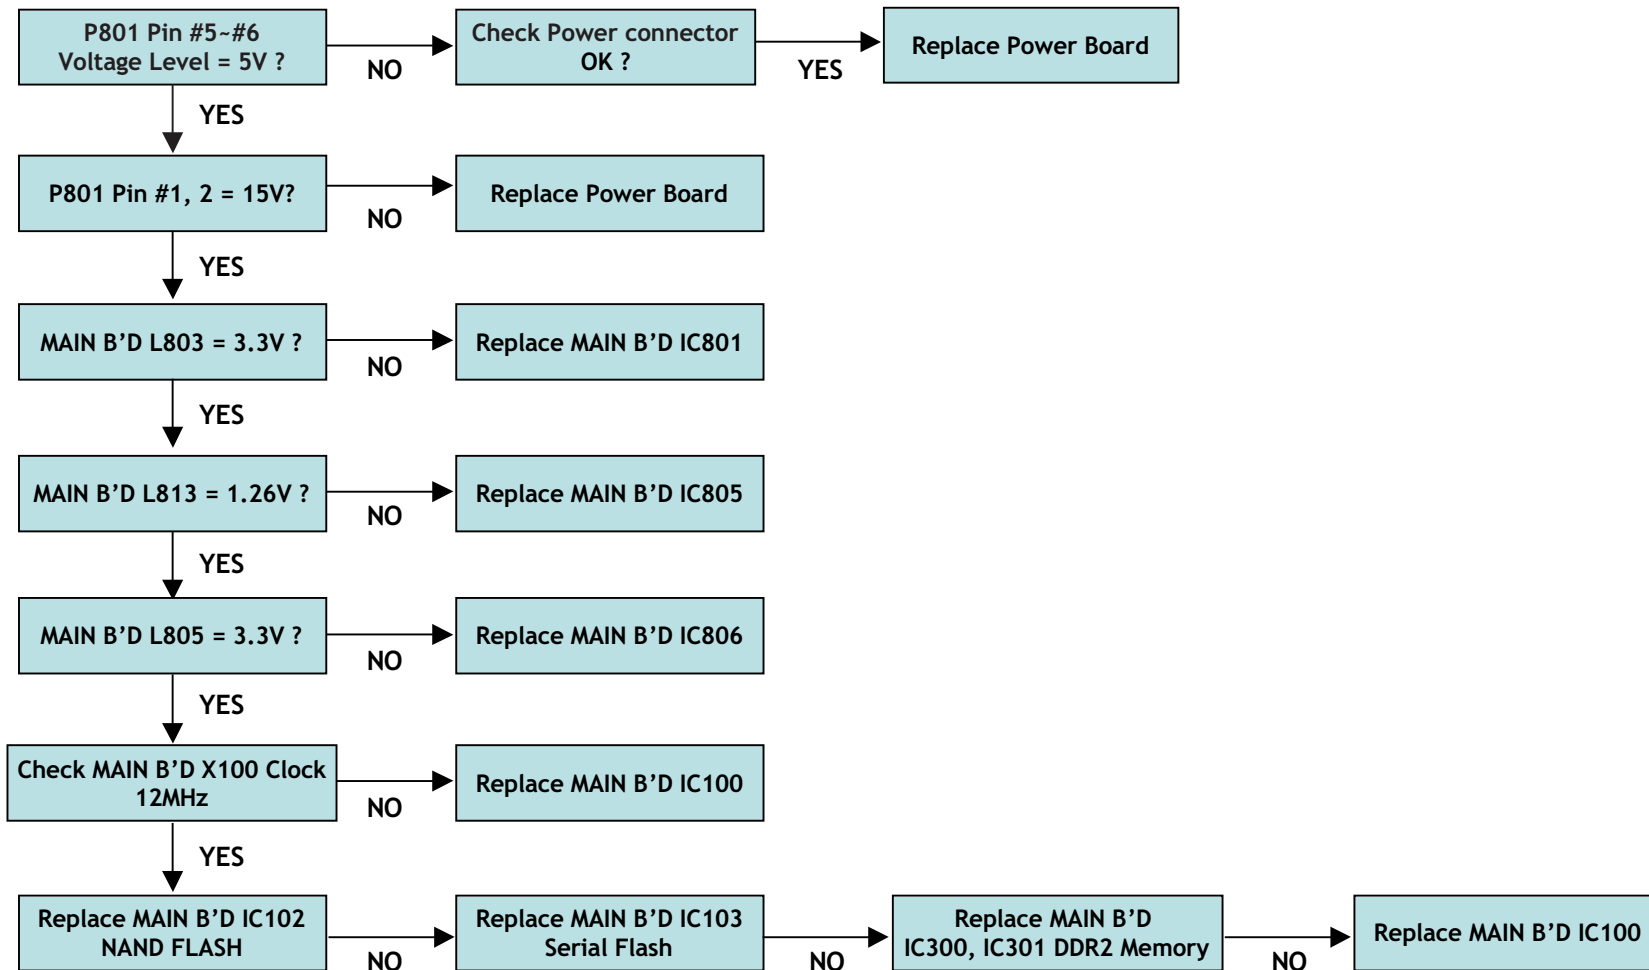 P801 Pin #5~#6
Voltage Level = 5V ?
NO
Check Power connector
OK ?
YES
Replace Power Board
YES
P801 Pin #1, 2 = 15V?
NO
Replace Power Board
YES
MAIN B’D L803 = 3.3V ?
NO
Replace MAIN B’D IC801
YES
MAIN B’D L813 = 1.26V ?
NO
Replace MAIN B’D IC805
YES
MAIN B’D L805 = 3.3V ?
NO
Replace MAIN B’D IC806
YES
Check MAIN B’D X100 Clock
12MHz
NO
Replace MAIN B’D IC100
YES
Replace MAIN B’D IC102
NAND FLASH
NO
Replace MAIN B’D IC103
Serial Flash
NO
Replace MAIN B’D
IC300, IC301 DDR2 Memory
NO
Replace MAIN B’D IC100